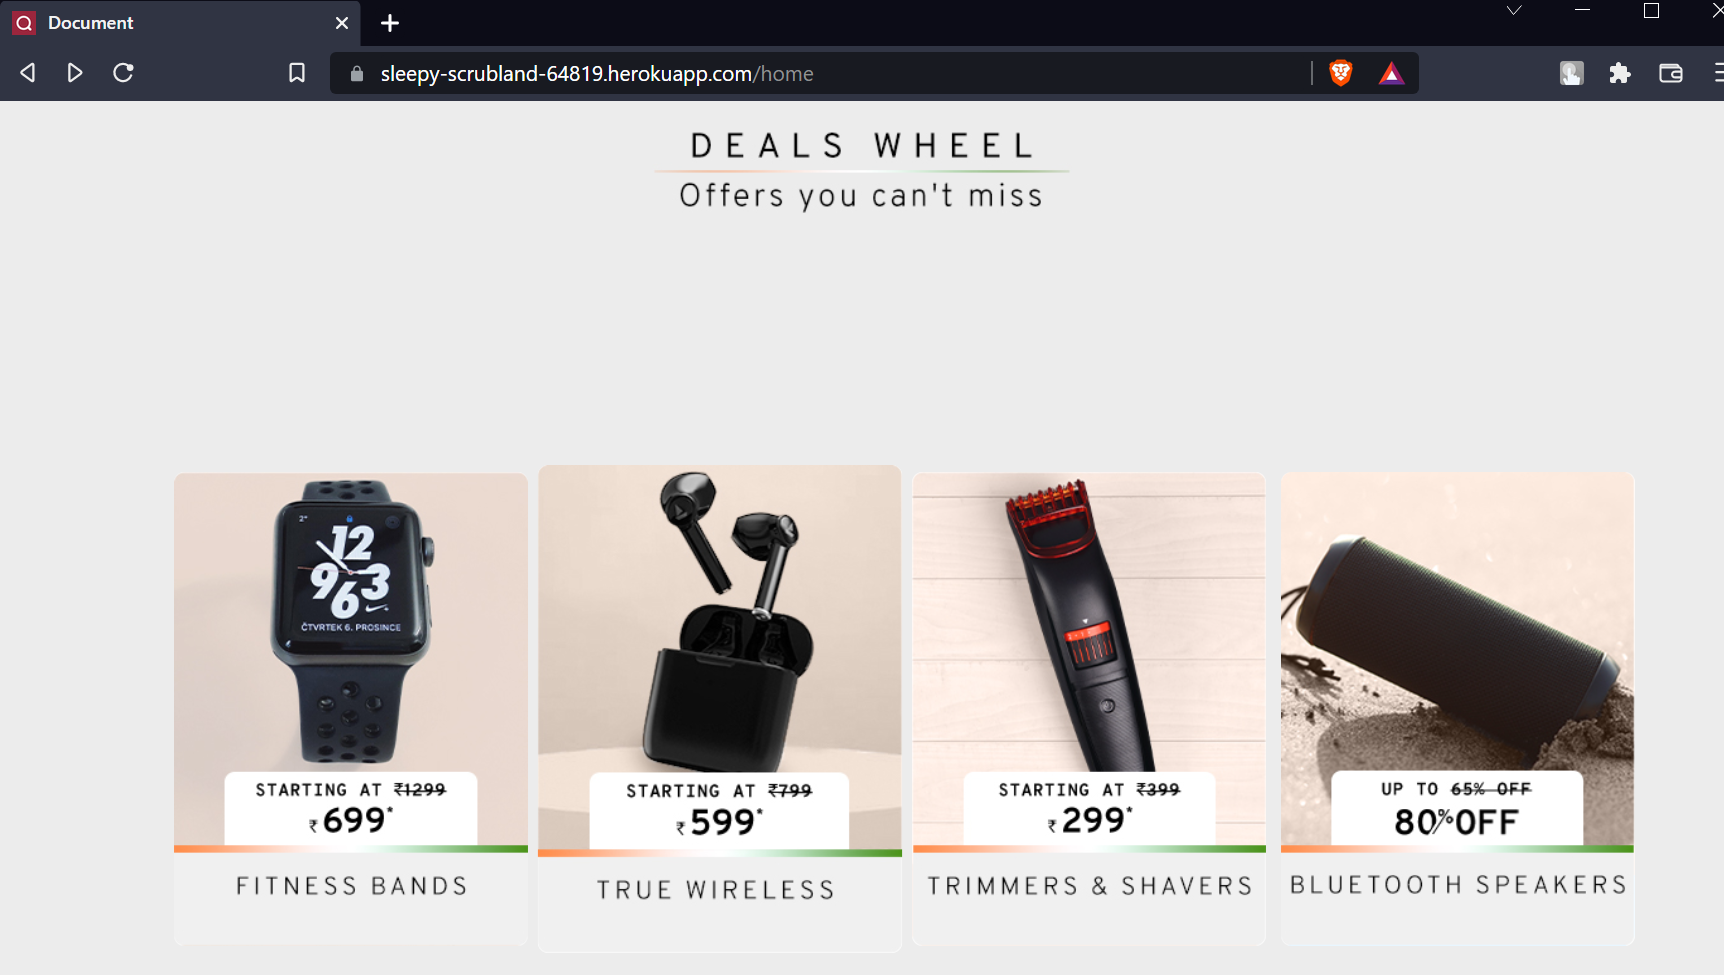 Document
sleepy-scrubland-64819.herokuapp.com/home
DEALS WHEEL
Offers you can't miss
2°
12
9 3
6
ČTVRTEK 6. PROSINCE
STARTING AT ₹1299
₹699*
FITNESS BANDS
STARTING AT ₹799
₹599*
TRUE WIRELESS
STARTING AT ₹399
₹299*
TRIMMERS & SHAVERS
UP TO 65% OFF
80% OFF
BLUETOOTH SPEAKERS